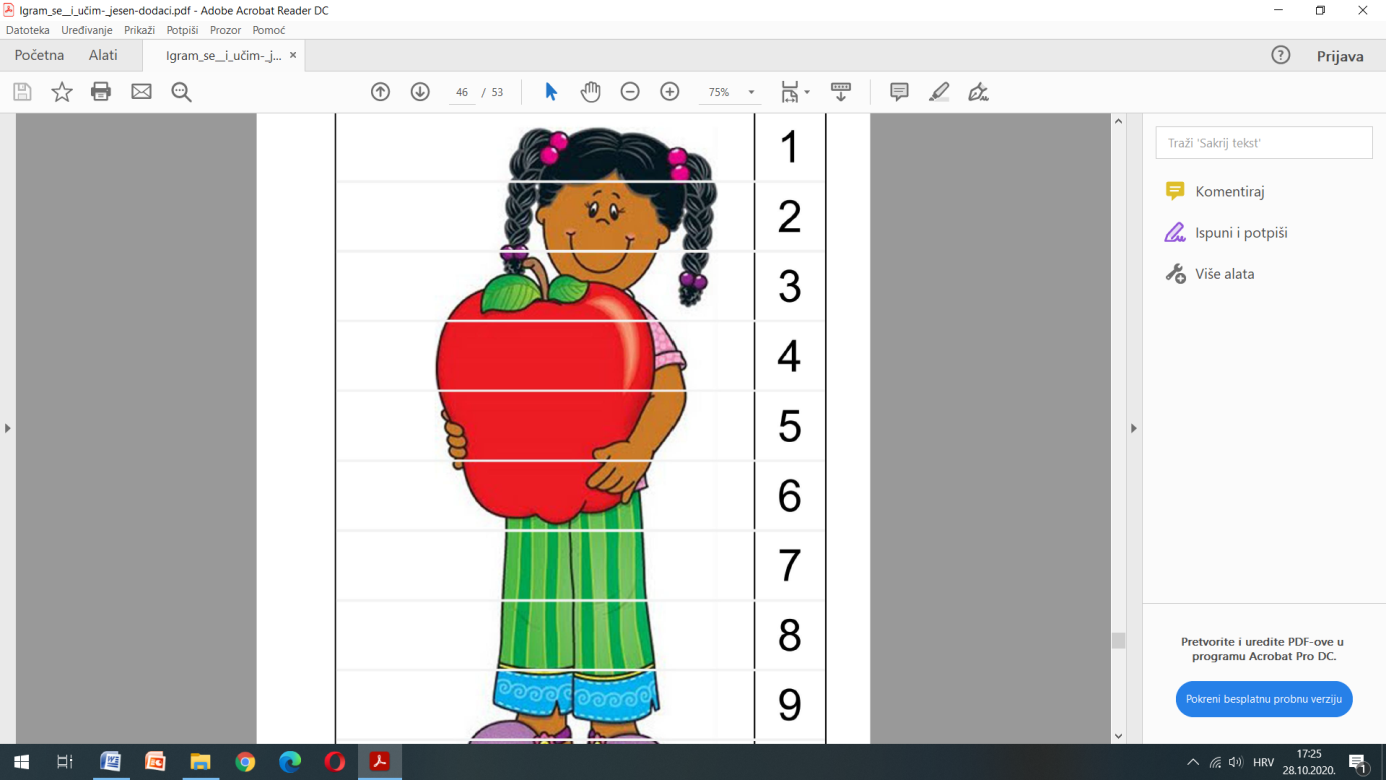 Igram_se__i_učim-_jesen-dodaci.pdf - Adobe Acrobat Reader DC
Datoteka Uređivanje Prikaži Potpiši Prozor Pomoć
Početna Alati Igram_se__i_učim-_j... × Prijava
46 / 53 75%
1
2
3
4
5
6
7
8
9
Traži 'Sakrij tekst'
Komentiraj
Ispuni i potpiši
Više alata
Pretvorite i uredite PDF-ove u
programu Acrobat Pro DC.
Pokreni besplatnu probnu verziju
HRV
17:25
28.10.2020.
1